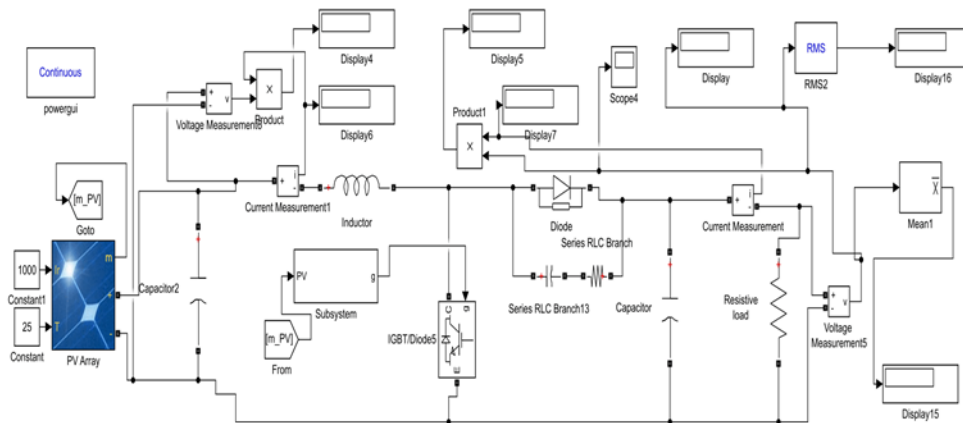 Continuous
powergui
Display4
Voltage Measurement6
+
-
v
X
Product
Display6
Display5
Product1
X
Display7
Scope4
Display
RMS
RMS2
Display16
[m_PV]
Goto
+
-
i
Current Measurement1
Inductor
Diode
Series RLC Branch
+
-
i
Current Measurement
X
Mean1
1000
Constant1
25
Constant
Ir
T
m
+
-
PV Array
Capacitor2
PV
g
Subsystem
[m_PV]
From
C
g
E
IGBT/Diode5
Series RLC Branch13
Capacitor
Resistive
load
+
-
v
Voltage
Measurement5
Display15